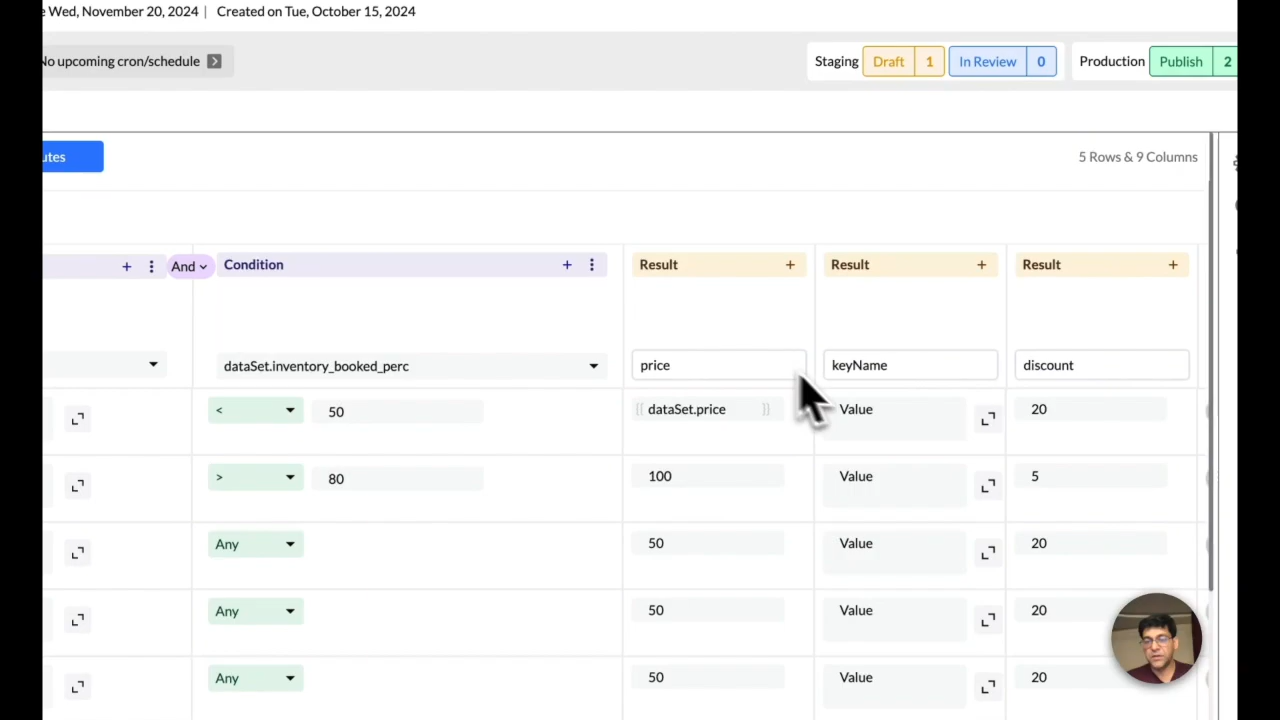 Wed, November 20, 2024 | Created on Tue, October 15, 2024
No upcoming cron/schedule
Staging Draft 1 In Review 0 Production Publish 2
5 Rows & 9 Columns
+ And Condition + Result + Result + Result +
dataSet.inventory_booked_perc price keyName discount
< 50 [[ dataSet.price ]] Value 20
> 80 100 Value 5
Any 50 Value 20
Any 50 Value 20
Any 50 Value 20